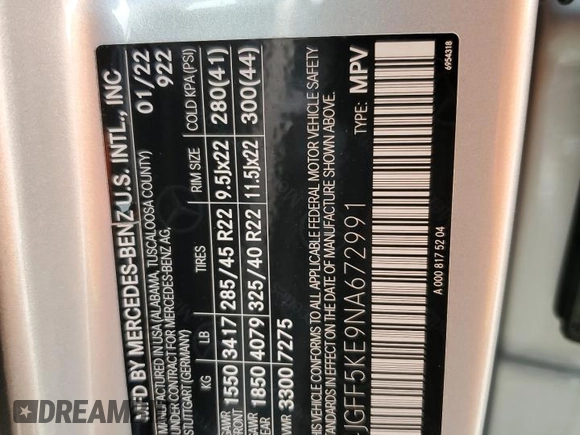 MFD BY MERCEDES-BENZ U.S. INTL., INC
MANUFACTURED IN USA (ALABAMA, TUSCALOOSA COUNTY) 01/22
UNDER CONTRACT FOR MERCEDES-BENZ AG,
STUTTGART (GERMANY) 922
KG LB TIRES RIM SIZE COLD KPA (PSI)
1550 3417 285/45 R22 9.5Jx22 280(41)
FRONT
1850 4079 325/40 R22 11.5Jx22 300(44)
3300 7275
VEHICLE CONFORMS TO ALL APPLICABLE FEDERAL MOTOR VEHICLE SAFETY
STANDARDS IN EFFECT ON THE DATE OF MANUFACTURE SHOWN ABOVE.
JGFF5KE9NA672991 TYPE: MPV
A 000 817 52 04
6954318
DREAMBID